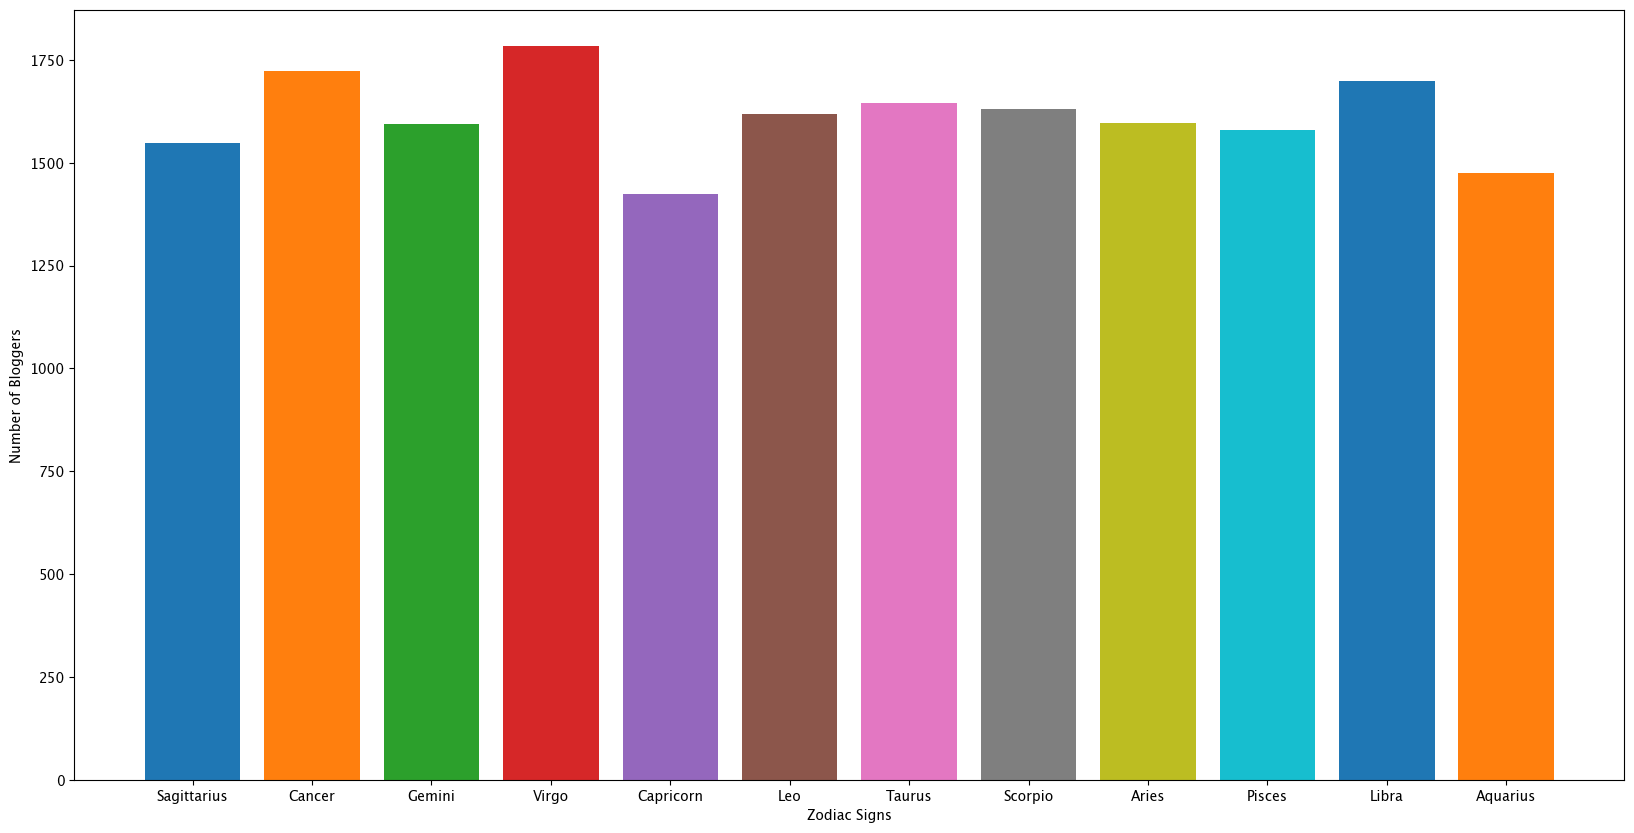 1750
1500
1250
1000
750
500
250
0
Number of Bloggers
Sagittarius Cancer Gemini Virgo Capricorn Leo Taurus Scorpio Aries Pisces Libra Aquarius
Zodiac Signs